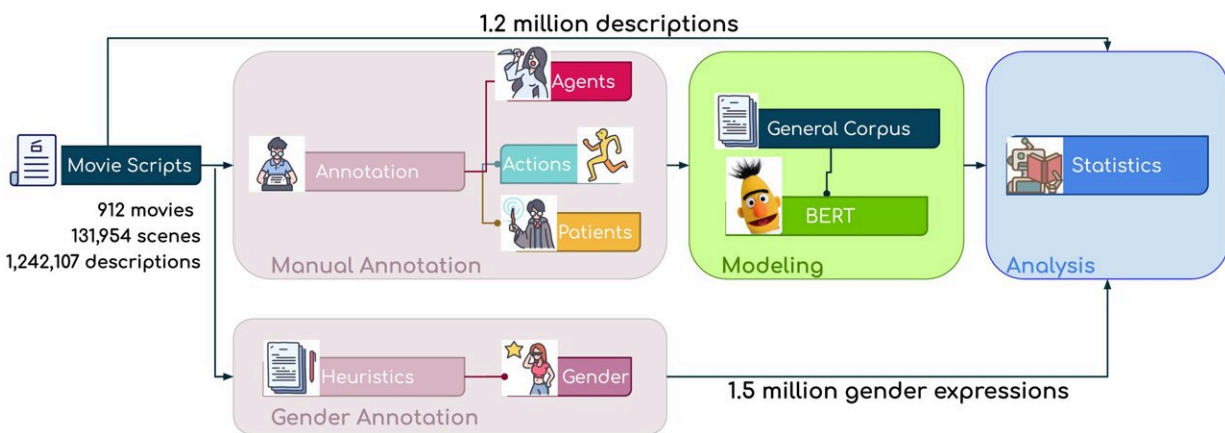 1.2 million descriptions
Movie Scripts
912 movies
131,954 scenes
1,242,107 descriptions
Annotation
Agents
Actions
Patients
Manual Annotation
General Corpus
BERT
Modeling
Statistics
Analysis
Heuristics
Gender
Gender Annotation
1.5 million gender expressions